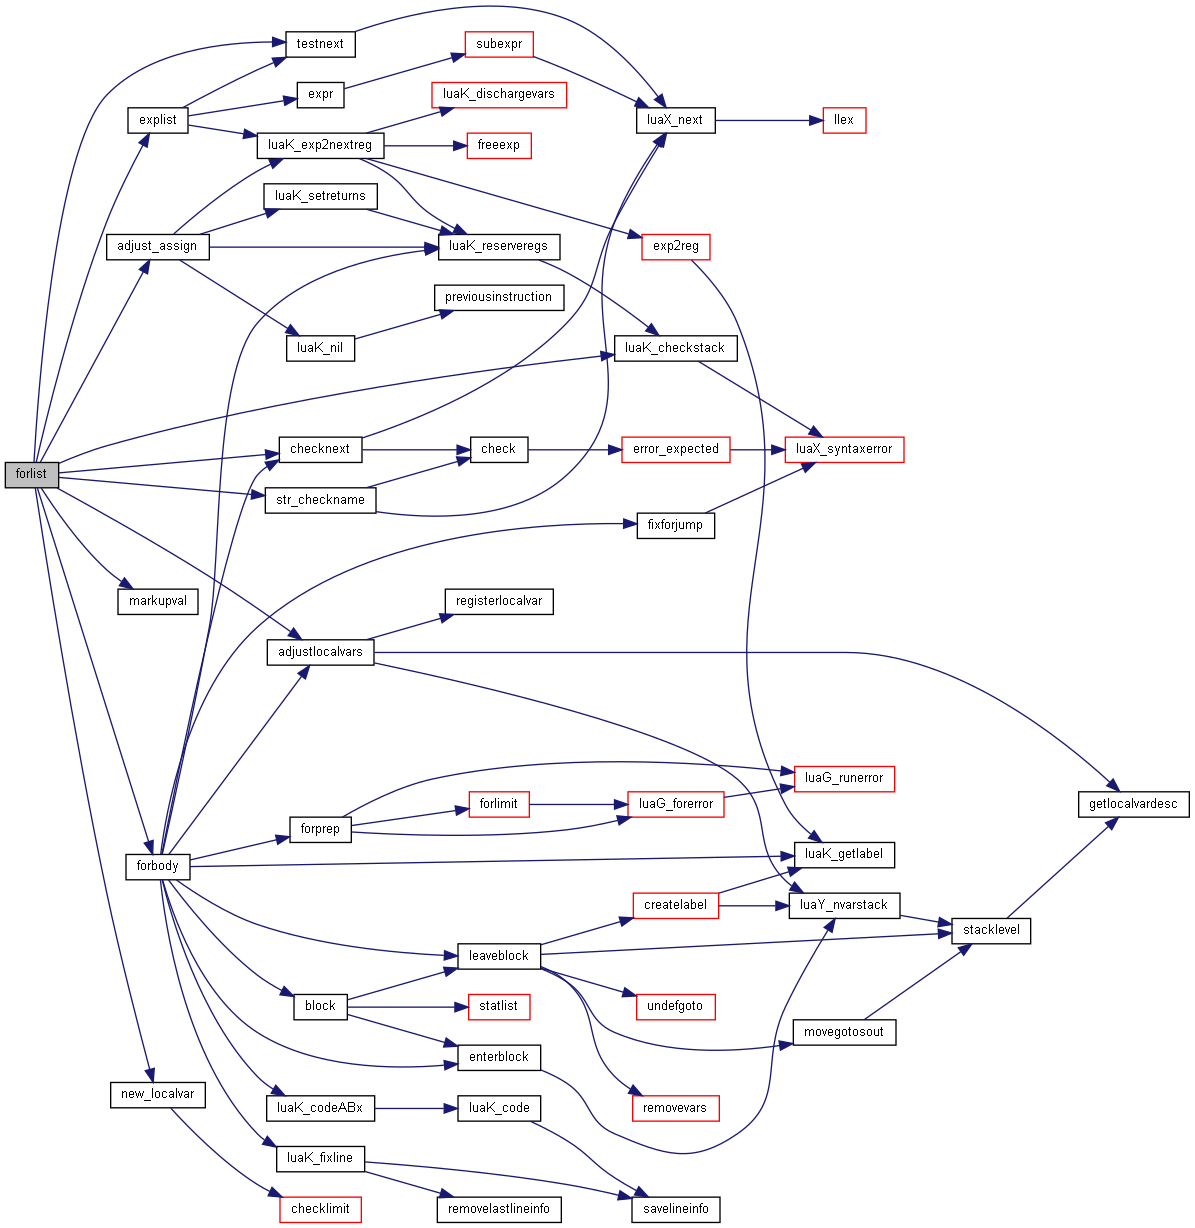 testnext
subexpr
expr
luaK_dischargevars
explist
luaX_next
llex
luaK_exp2nextreg
freeexp
luaK_setreturns
adjust_assign
luaK_reserveregs
exp2reg
previousinstruction
luaK_nil
luaK_checkstack
checknext
check
error_expected
luaX_syntaxerror
forlist
str_checkname
fixforjump
markupval
registerlocalvar
adjustlocalvars
luaG_runerror
forlimit
luaG_forerror
getlocalvardesc
forprep
forbody
luaK_getlabel
createlabel
luaY_nvarstack
stacklevel
leaveblock
block
statlist
undefgoto
movegotosout
enterblock
new_localvar
luaK_codeABx
luaK_code
removevars
luaK_fixline
checklimit
removelastlineinfo
savelineinfo